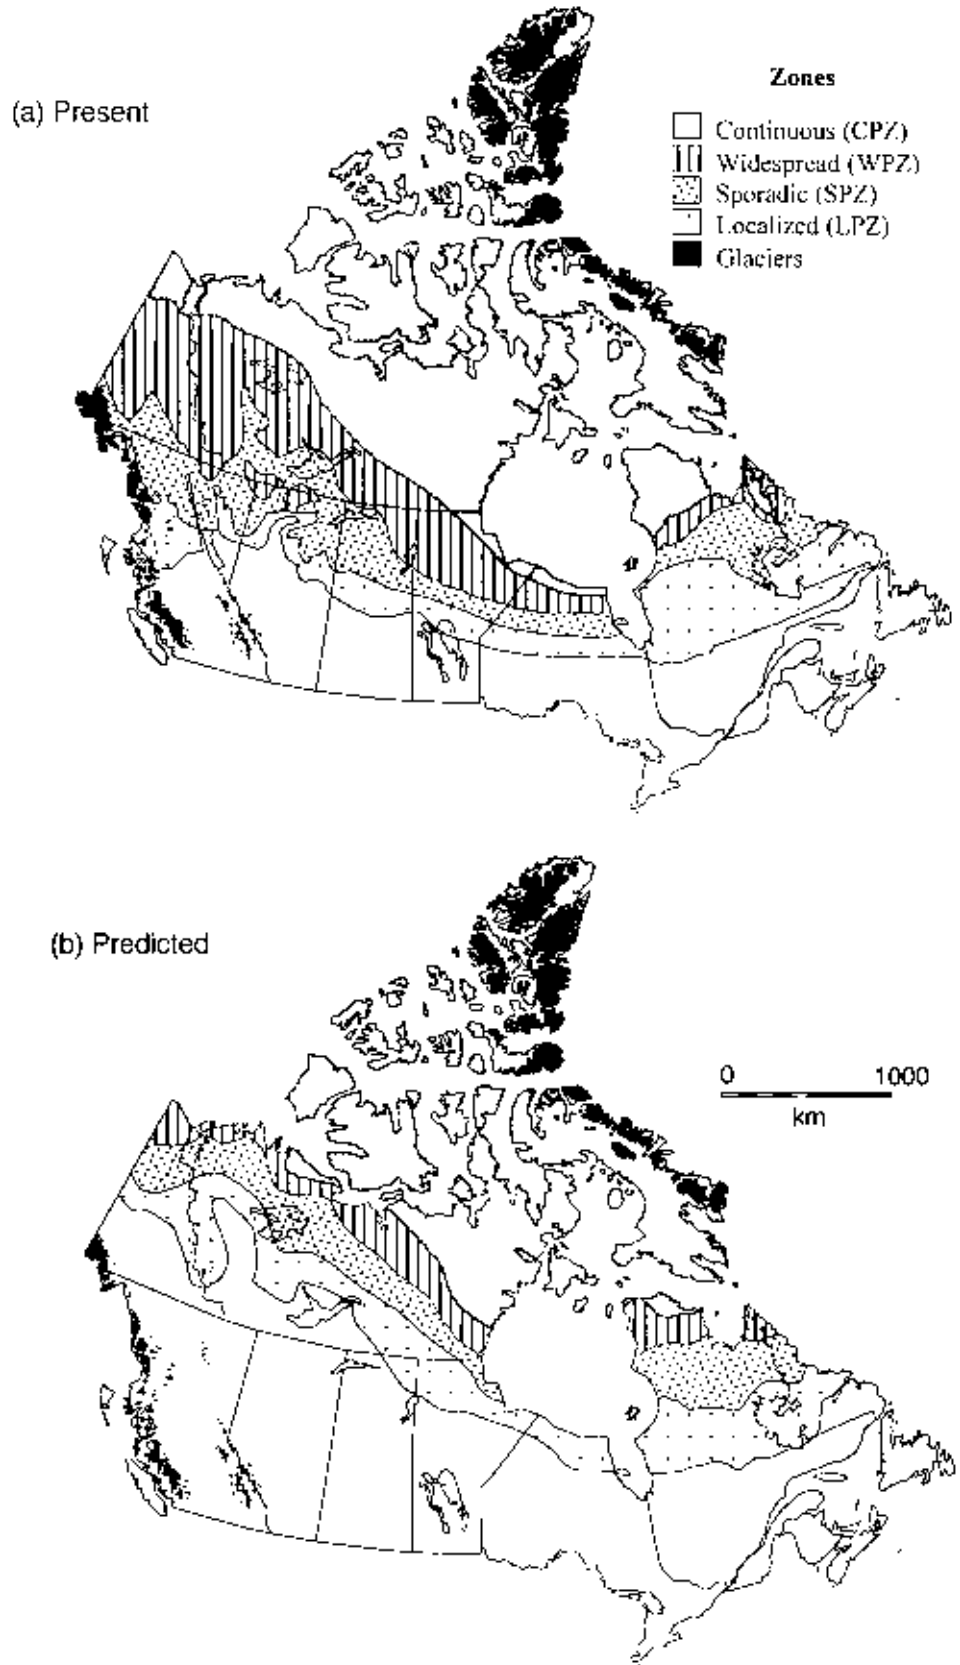 Zones
(a) Present
Continuous (CPZ)
Widespread (WPZ)
Sporadic (SPZ)
Localized (LPZ)
Glaciers
(b) Predicted
0 1000
km